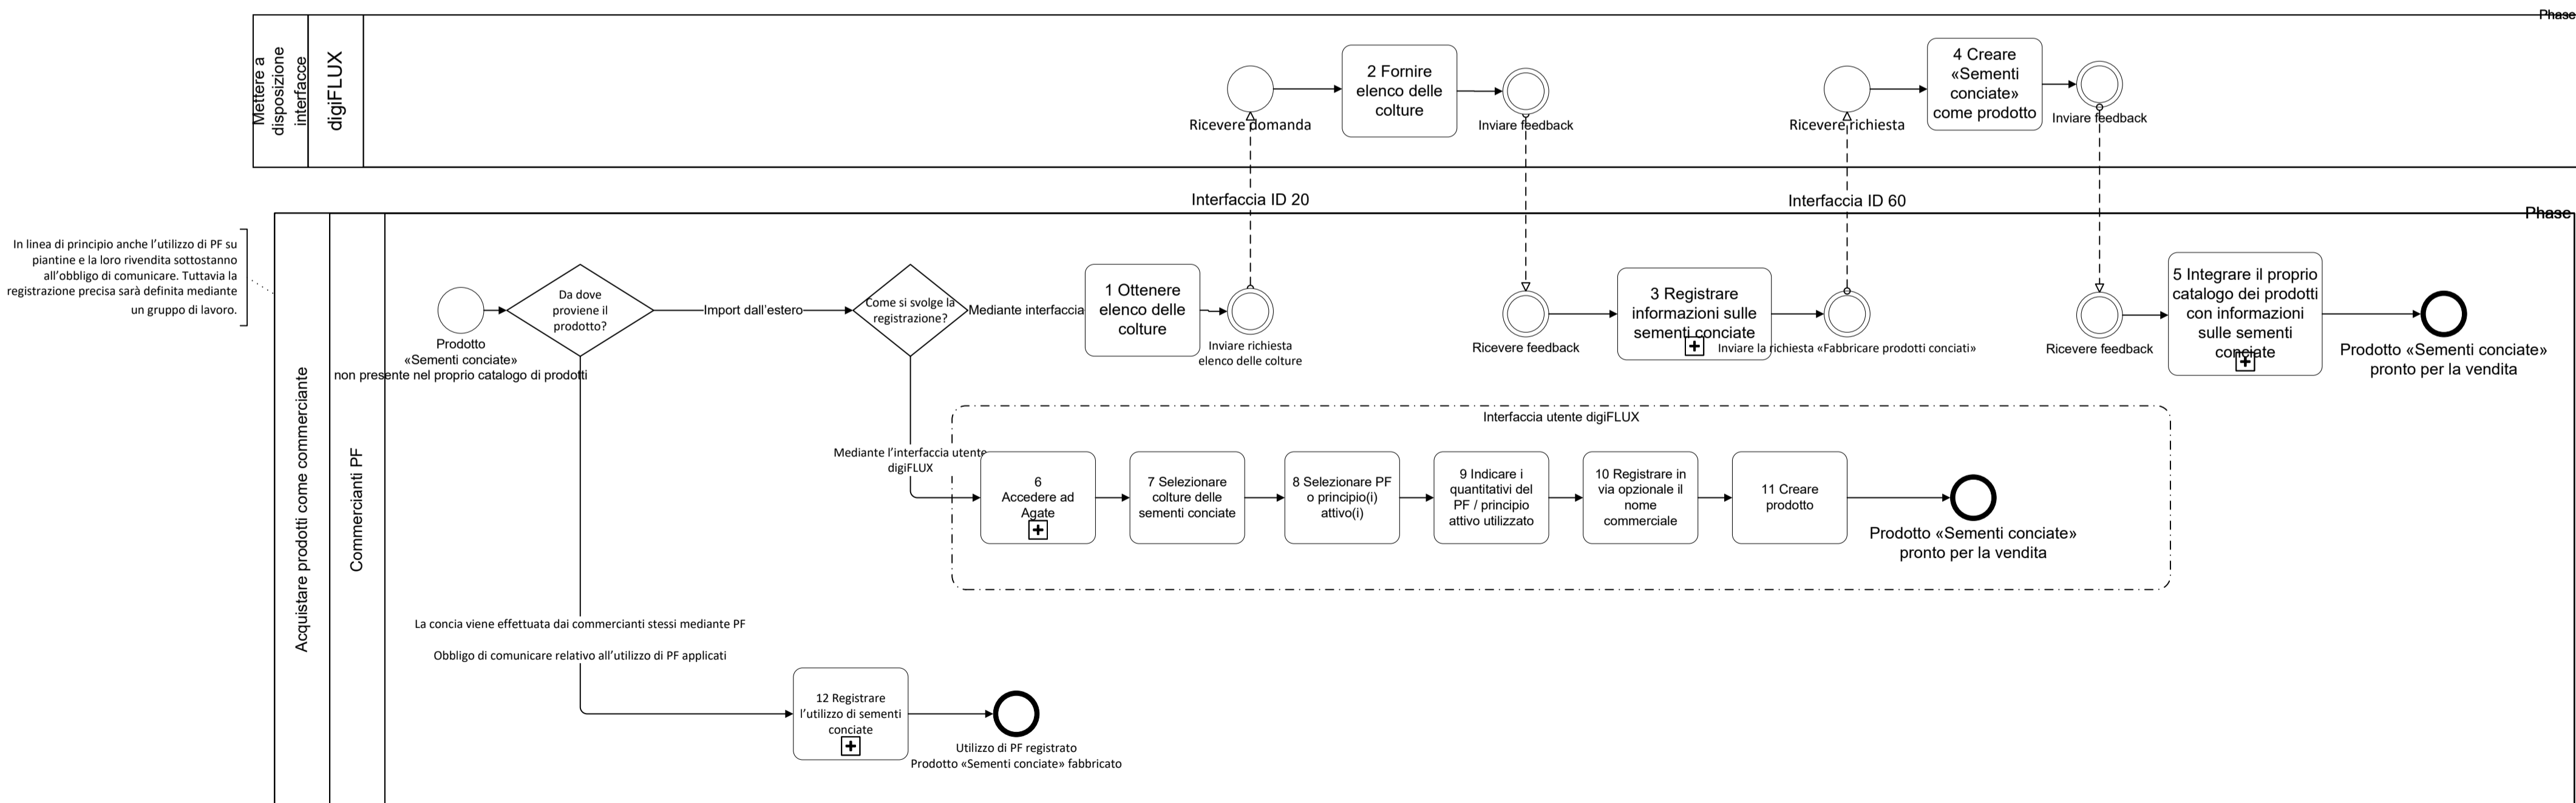 Phase
Mettere a
disposizione
interfacce
digiFLUX
Ricevere domanda
2 Fornire
elenco delle
colture
Inviare feedback
Ricevere richiesta
4 Creare
«Sementi
conciate»
come prodotto
Inviare feedback
Interfaccia ID 20
Interfaccia ID 60
Phase
In linea di principio anche l'utilizzo di PF su
piantine e la loro rivendita sottostanno
all'obbligo di comunicare. Tuttavia la
registrazione precisa sarà definita mediante
un gruppo di lavoro.
Acquistare prodotti come commerciante
Commercianti PF
Prodotto
«Sementi conciate»
non presente nel proprio catalogo di prodotti
Da dove
proviene il
prodotto?
Import dall'estero
Come si svolge la
registrazione?
Mediante interfaccia
1 Ottenere
elenco delle
colture
Inviare richiesta
elenco delle colture
Ricevere feedback
3 Registrare
informazioni sulle
sementi conciate
Inviare la richiesta «Fabbricare prodotti conciati»
Ricevere feedback
5 Integrare il proprio
catalogo dei prodotti
con informazioni
sulle sementi
conciate
Prodotto «Sementi conciate»
pronto per la vendita
Interfaccia utente digiFLUX
Mediante l'interfaccia utente
digiFLUX
6
Accedere ad
Agate
7 Selezionare
colture delle
sementi conciate
8 Selezionare PF
o principio(i)
attivo(i)
9 Indicare i
quantitativi del
PF / principio
attivo utilizzato
10 Registrare in
via opzionale il
nome
commerciale
11 Creare
prodotto
Prodotto «Sementi conciate»
pronto per la vendita
La concia viene effettuata dai commercianti stessi mediante PF
Obbligo di comunicare relativo all'utilizzo di PF applicati
12 Registrare
l'utilizzo di sementi
conciate
Utilizzo di PF registrato
Prodotto «Sementi conciate» fabbricato